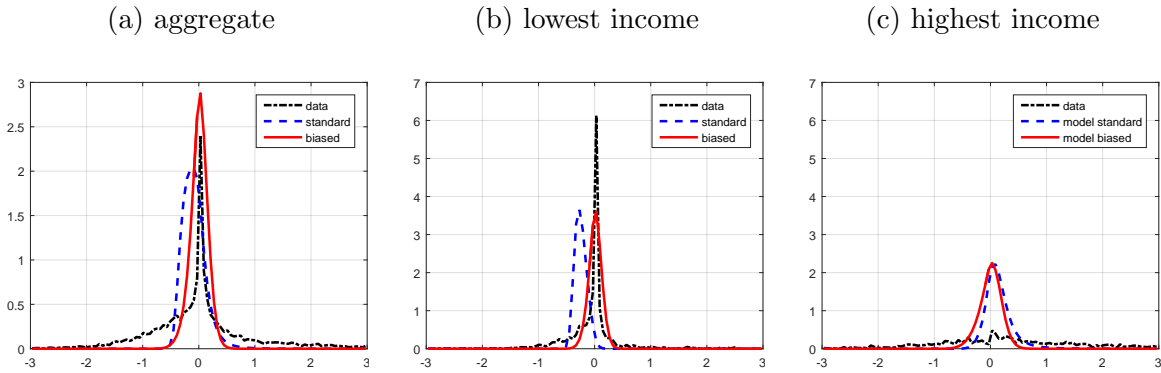 (a) aggregate
(b) lowest income
(c) highest income
3
2.5
2
1.5
1
0.5
0
-3 -2 -1 0 1 2 3
data
standard
biased
7
6
5
4
3
2
1
0
-3 -2 -1 0 1 2 3
data
standard
biased
7
6
5
4
3
2
1
0
-3 -2 -1 0 1 2 3
data
model standard
model biased